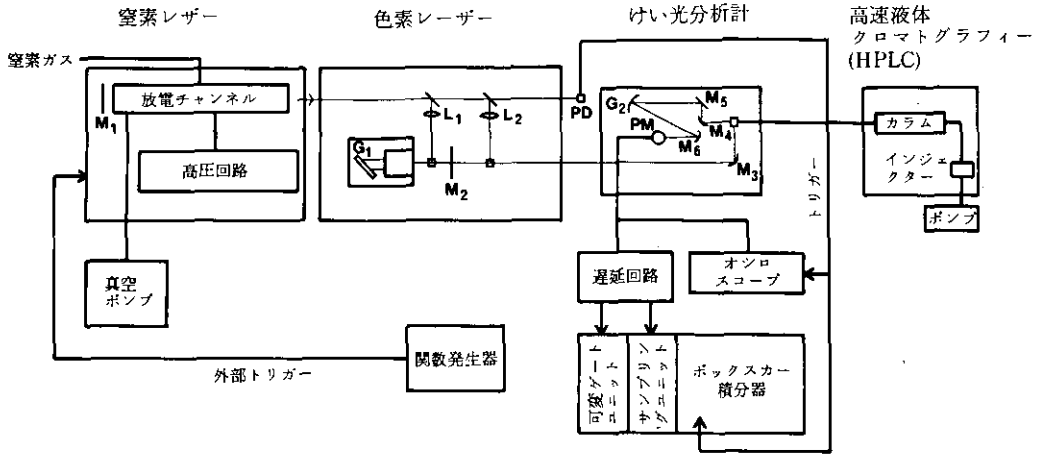 窒素レザー
色素レーザー
けい光分析計
高速液体
クロマトグラフィー
(HPLC)
窒素ガス
放電チャンネル
M1
高圧回路
真空
ポンプ
L1
L2
G1
M2
PD
G2
M5
PM
M4
M6
M3
カラム
インジェ
クター
ポンプ
トリガー
遅延回路
オシロ
スコープ
関数発生器
外部トリガー
可変ゲート
ユニット
サンプリン
グユニット
ボックスカー
積分器